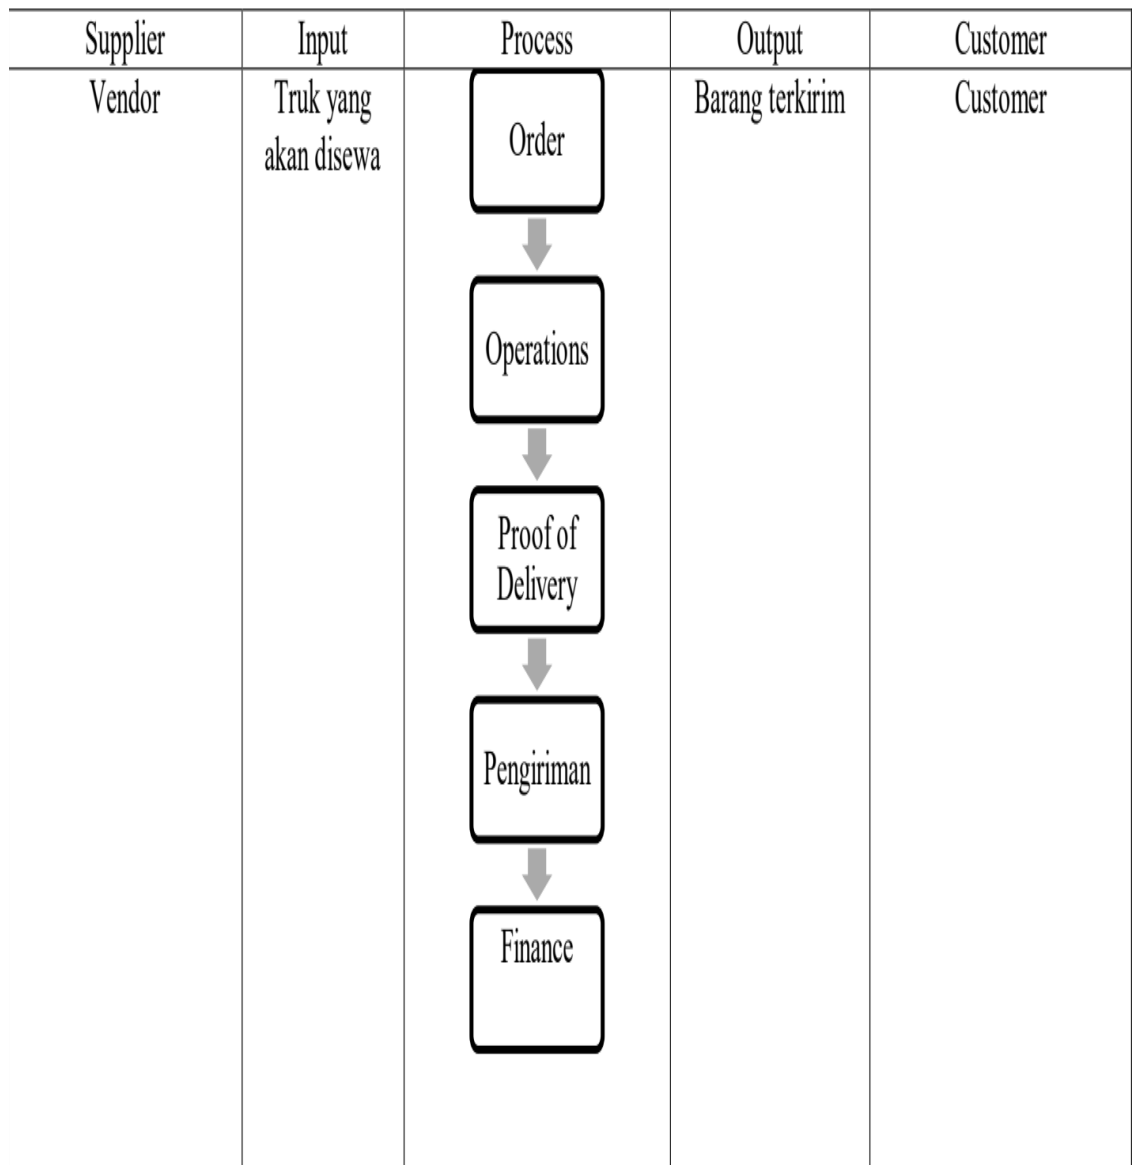 Supplier
Input
Process
Output
Customer
Vendor
Truk yang
akan disewa
Order
Operations
Proof of
Delivery
Pengiriman
Finance
Barang terkirim
Customer